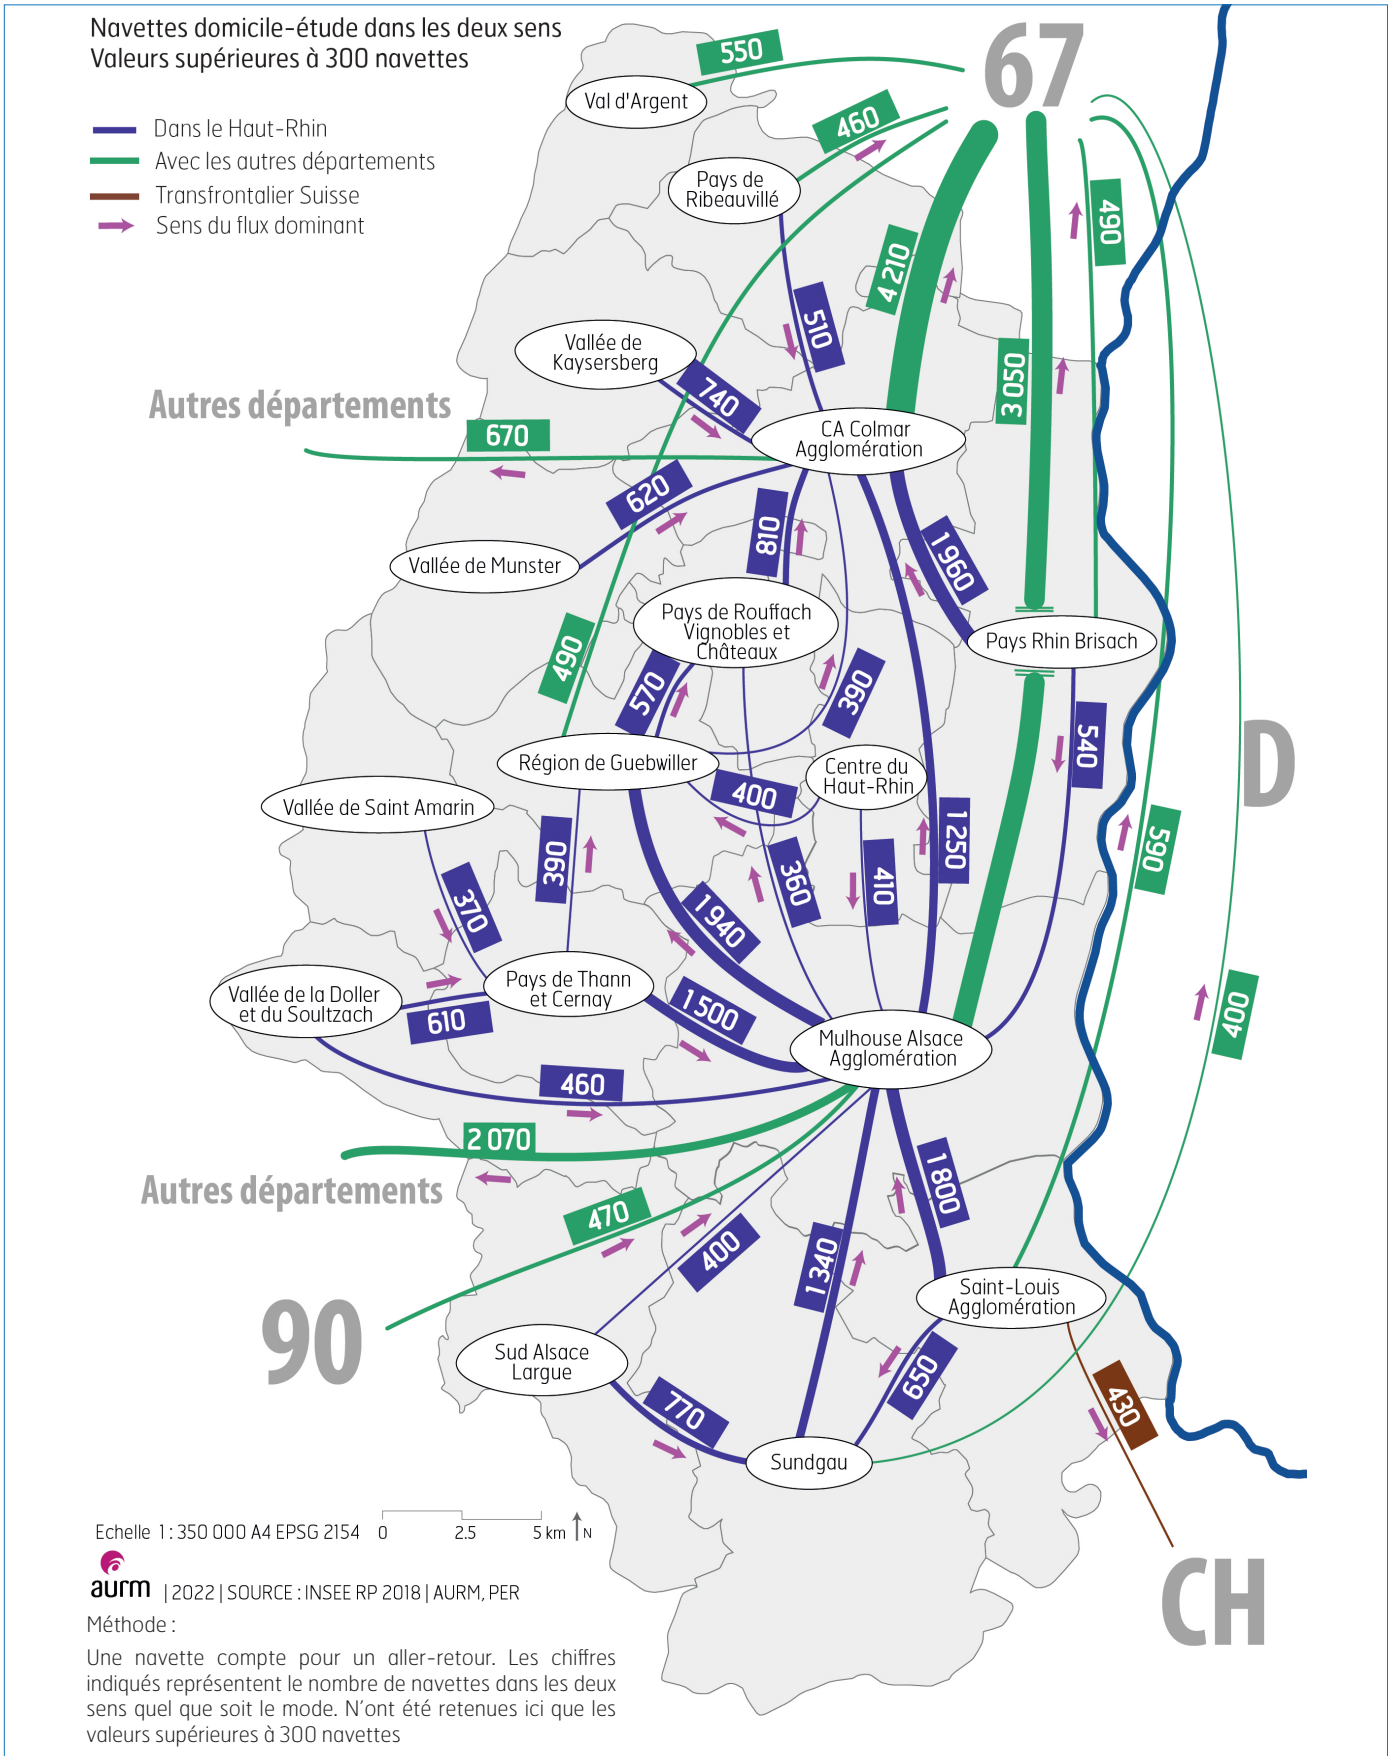 Navettes domicile-étude dans les deux sens
Valeurs supérieures à 300 navettes
Dans le Haut-Rhin
Avec les autres départements
Transfrontalier Suisse
Sens du flux dominant
67
550
Val d'Argent
460
Pays de
Ribeauvillé
490
4 210
510
3 050
Vallée de
Kaysersberg
740
Autres départements
670
CA Colmar
Agglomération
620
810
1 960
Vallée de Munster
Pays de Rouffach
Vignobles et
Châteaux
Pays Rhin Brisach
490
570
390
540
D
Région de Guebwiller
Centre du
Haut-Rhin
400
Vallée de Saint Amarin
390
360
410
1 250
590
370
1 940
Vallée de la Doller
et du Soultzach
Pays de Thann
et Cernay
610
1 500
400
Mulhouse Alsace
Agglomération
460
2 070
Autres départements
470
400
1 340
1 800
90
Saint-Louis
Agglomération
Sud Alsace
Largue
650
770
430
Sundgau
CH
Echelle 1 : 350 000 A4 EPSG 2154
0 2.5 5 km N
aurm | 2022 | SOURCE : INSEE RP 2018 | AURM, PER
Méthode :
Une navette compte pour un aller-retour. Les chiffres
indiqués représentent le nombre de navettes dans les deux
sens quel que soit le mode. N'ont été retenues ici que les
valeurs supérieures à 300 navettes